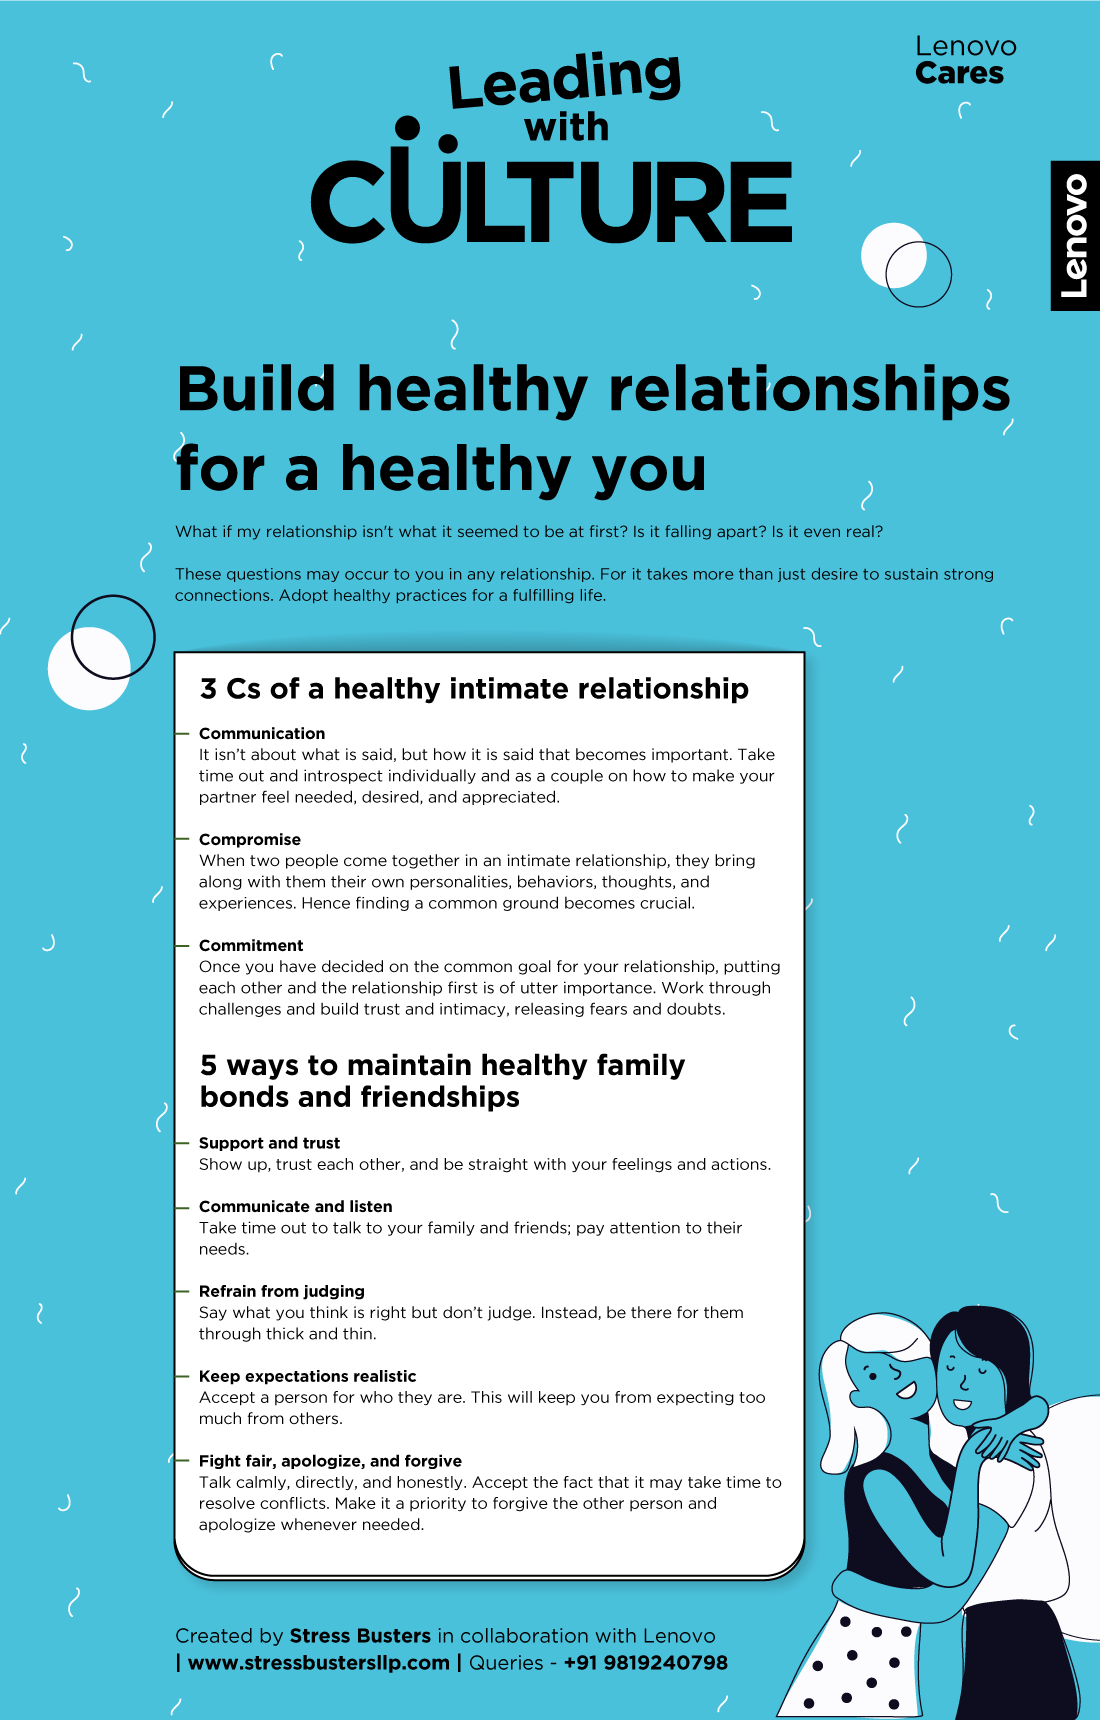 Lenovo
Cares
Leading
with
CÜLTURE
Lenovo
Build healthy relationships
for a healthy you
What if my relationship isn't what it seemed to be at first? Is it falling apart? Is it even real?
These questions may occur to you in any relationship. For it takes more than just desire to sustain strong
connections. Adopt healthy practices for a fulfilling life.
3 Cs of a healthy intimate relationship
Communication
It isn’t about what is said, but how it is said that becomes important. Take
time out and introspect individually and as a couple on how to make your
partner feel needed, desired, and appreciated.
Compromise
When two people come together in an intimate relationship, they bring
along with them their own personalities, behaviors, thoughts, and
experiences. Hence finding a common ground becomes crucial.
Commitment
Once you have decided on the common goal for your relationship, putting
each other and the relationship first is of utter importance. Work through
challenges and build trust and intimacy, releasing fears and doubts.
5 ways to maintain healthy family
bonds and friendships
Support and trust
Show up, trust each other, and be straight with your feelings and actions.
Communicate and listen
Take time out to talk to your family and friends; pay attention to their
needs.
Refrain from judging
Say what you think is right but don’t judge. Instead, be there for them
through thick and thin.
Keep expectations realistic
Accept a person for who they are. This will keep you from expecting too
much from others.
Fight fair, apologize, and forgive
Talk calmly, directly, and honestly. Accept the fact that it may take time to
resolve conflicts. Make it a priority to forgive the other person and
apologize whenever needed.
Created by Stress Busters in collaboration with Lenovo
| www.stressbustersllp.com | Queries - +91 9819240798